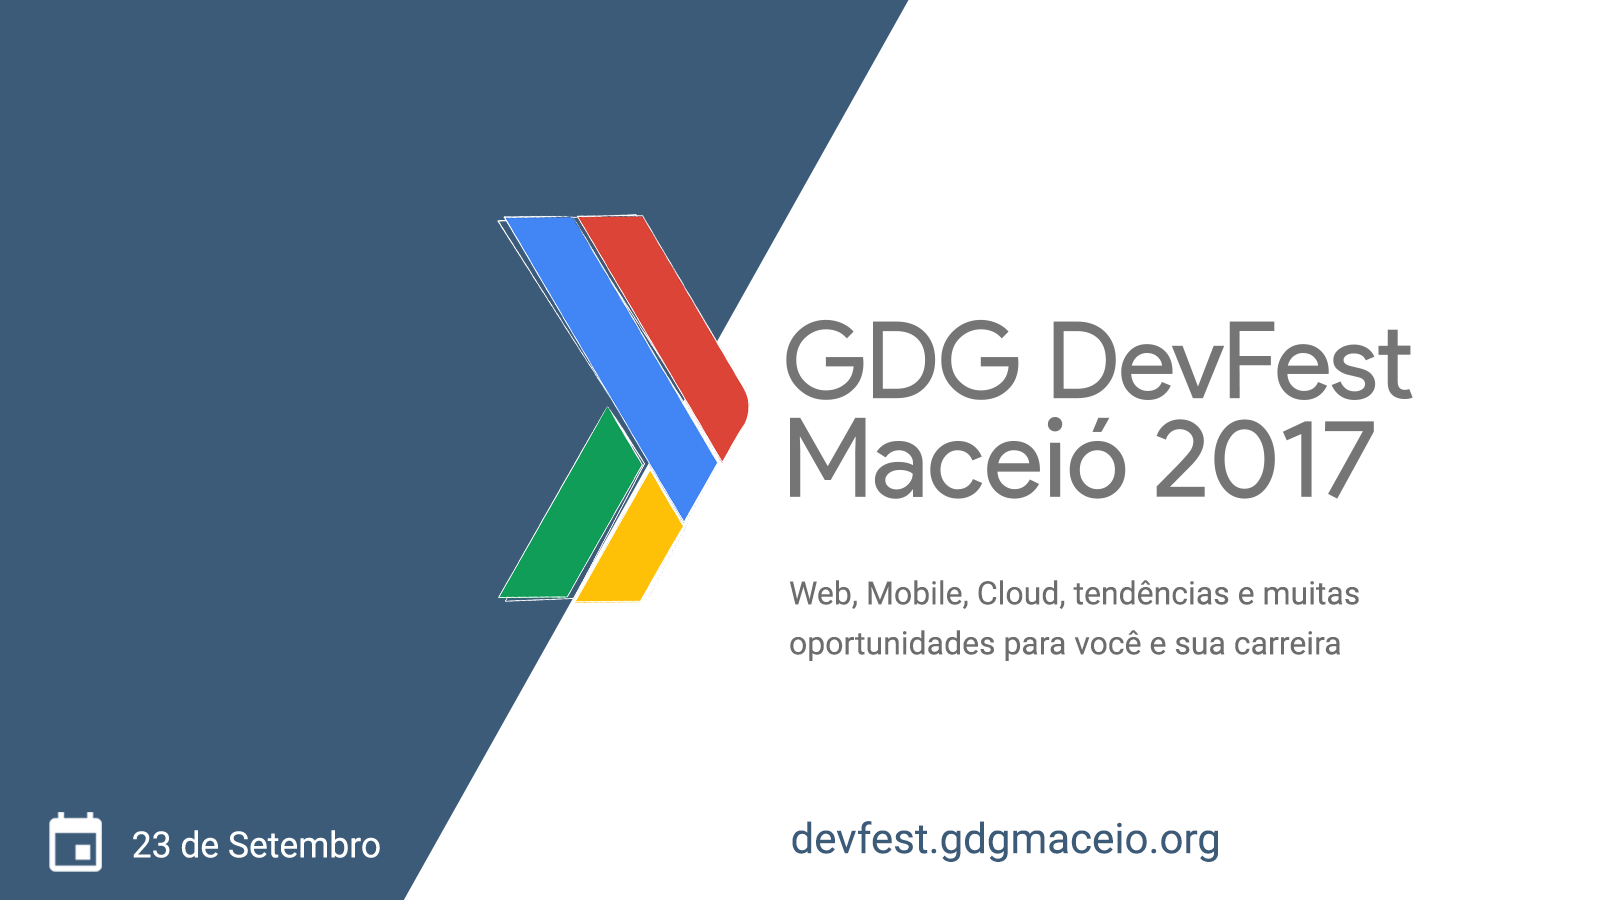 GDG DevFest
Maceió 2017
Web, Mobile, Cloud, tendências e muitas
oportunidades para você e sua carreira
23 de Setembro
devfest.gdgmaceio.org